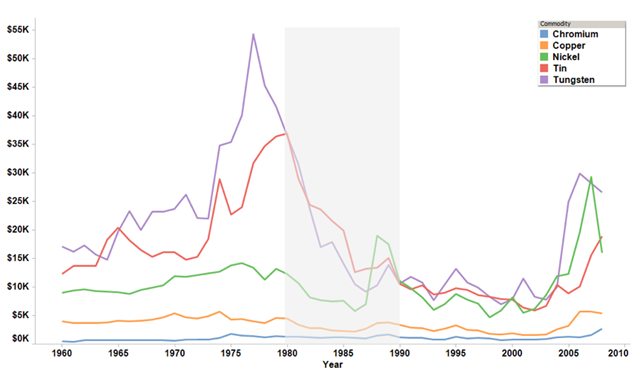 Commodity
Chromium
Copper
Nickel
Tin
Tungsten
$55K
$50K
$45K
$40K
$35K
$30K
$25K
$20K
$15K
$10K
$5K
$0K
1960 1965 1970 1975 1980 1985 1990 1995 2000 2005 2010
Year